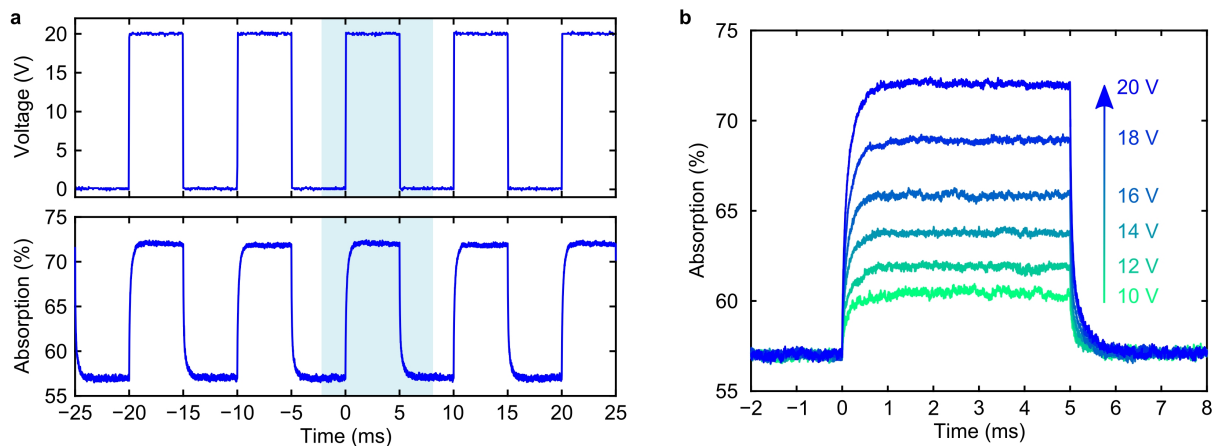 a
Voltage (V)
20
15
10
5
0
Absorption (%)
75
70
65
60
55
−25 −20 −15 −10 −5 0 5 10 15 20 25
Time (ms)
b
Absorption (%)
75
70
65
60
55
20 V
18 V
16 V
14 V
12 V
10 V
−2 −1 0 1 2 3 4 5 6 7 8
Time (ms)